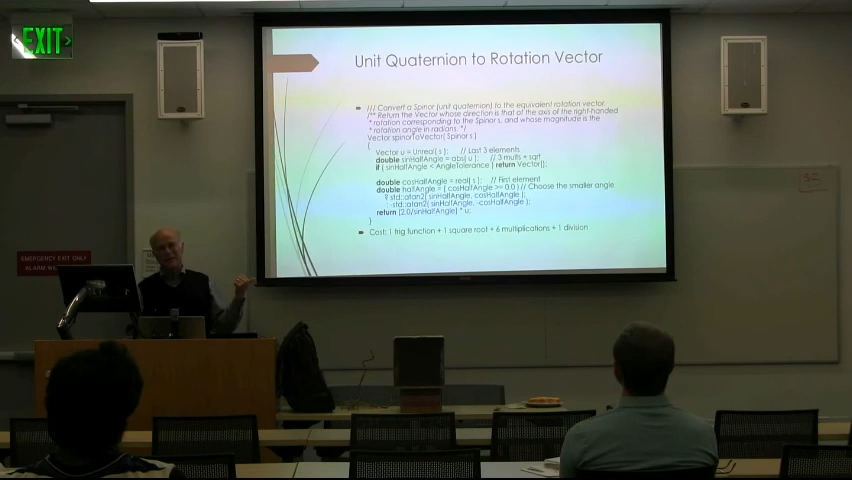 EXIT
Unit Quaternion to Rotation Vector
/// Convert a Spinor (unit quaternion) to the equivalent rotation vector.
/** Return the Vector whose direction is that of the axis of the right-handed
* rotation corresponding to the Spinor s, and whose magnitude is the
* rotation angle in radians. */
Vector spinorToVector( Spinor s )
{
Vector u = Unreal( s ); // Last 3 elements
double sinHalfAngle = abs( u ); // 3 mults + sqrt
if ( sinHalfAngle < AngleTolerance ) return Vector();
double cosHalfAngle = real( s ); // First element
double halfAngle = ( cosHalfAngle >= 0.0 ) // Choose the smaller angle
? std::atan2( sinHalfAngle, cosHalfAngle )
: -std::atan2( sinHalfAngle, -cosHalfAngle );
return (2.0/sinHalfAngle) * u;
}
Cost: 1 trig function + 1 square root + 6 multiplications + 1 division
EMERGENCY EXIT ONLY
ALARM